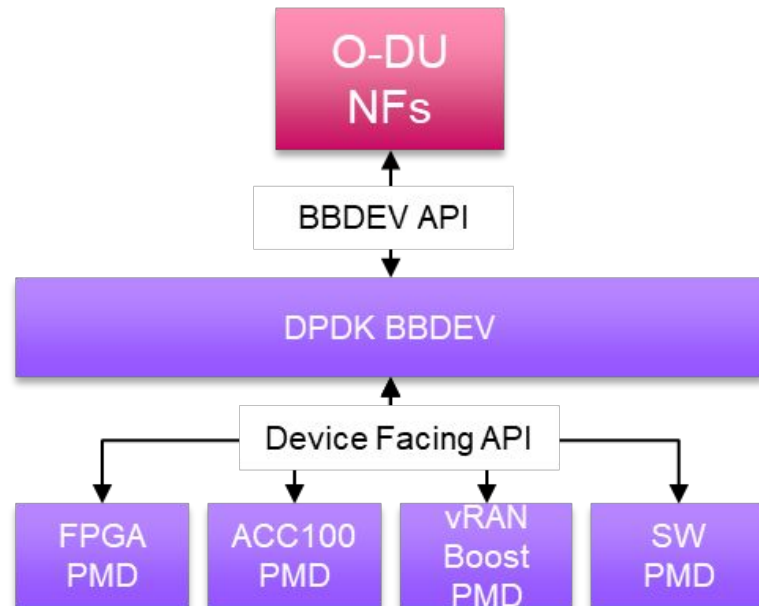 O-DU
NFs
BBDEV API
DPDK BBDEV
Device Facing API
FPGA
PMD
ACC100
PMD
vRAN
Boost
PMD
SW
PMD